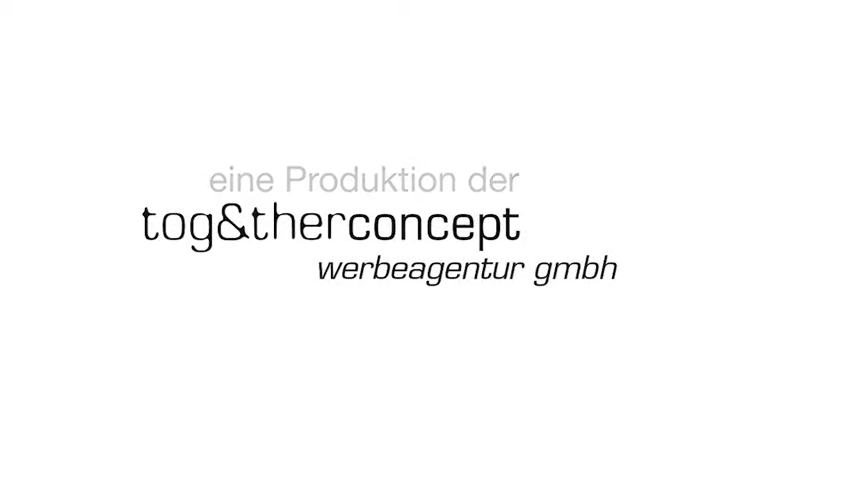 eine Produktion der
tog&therconcept
werbeagentur gmbh